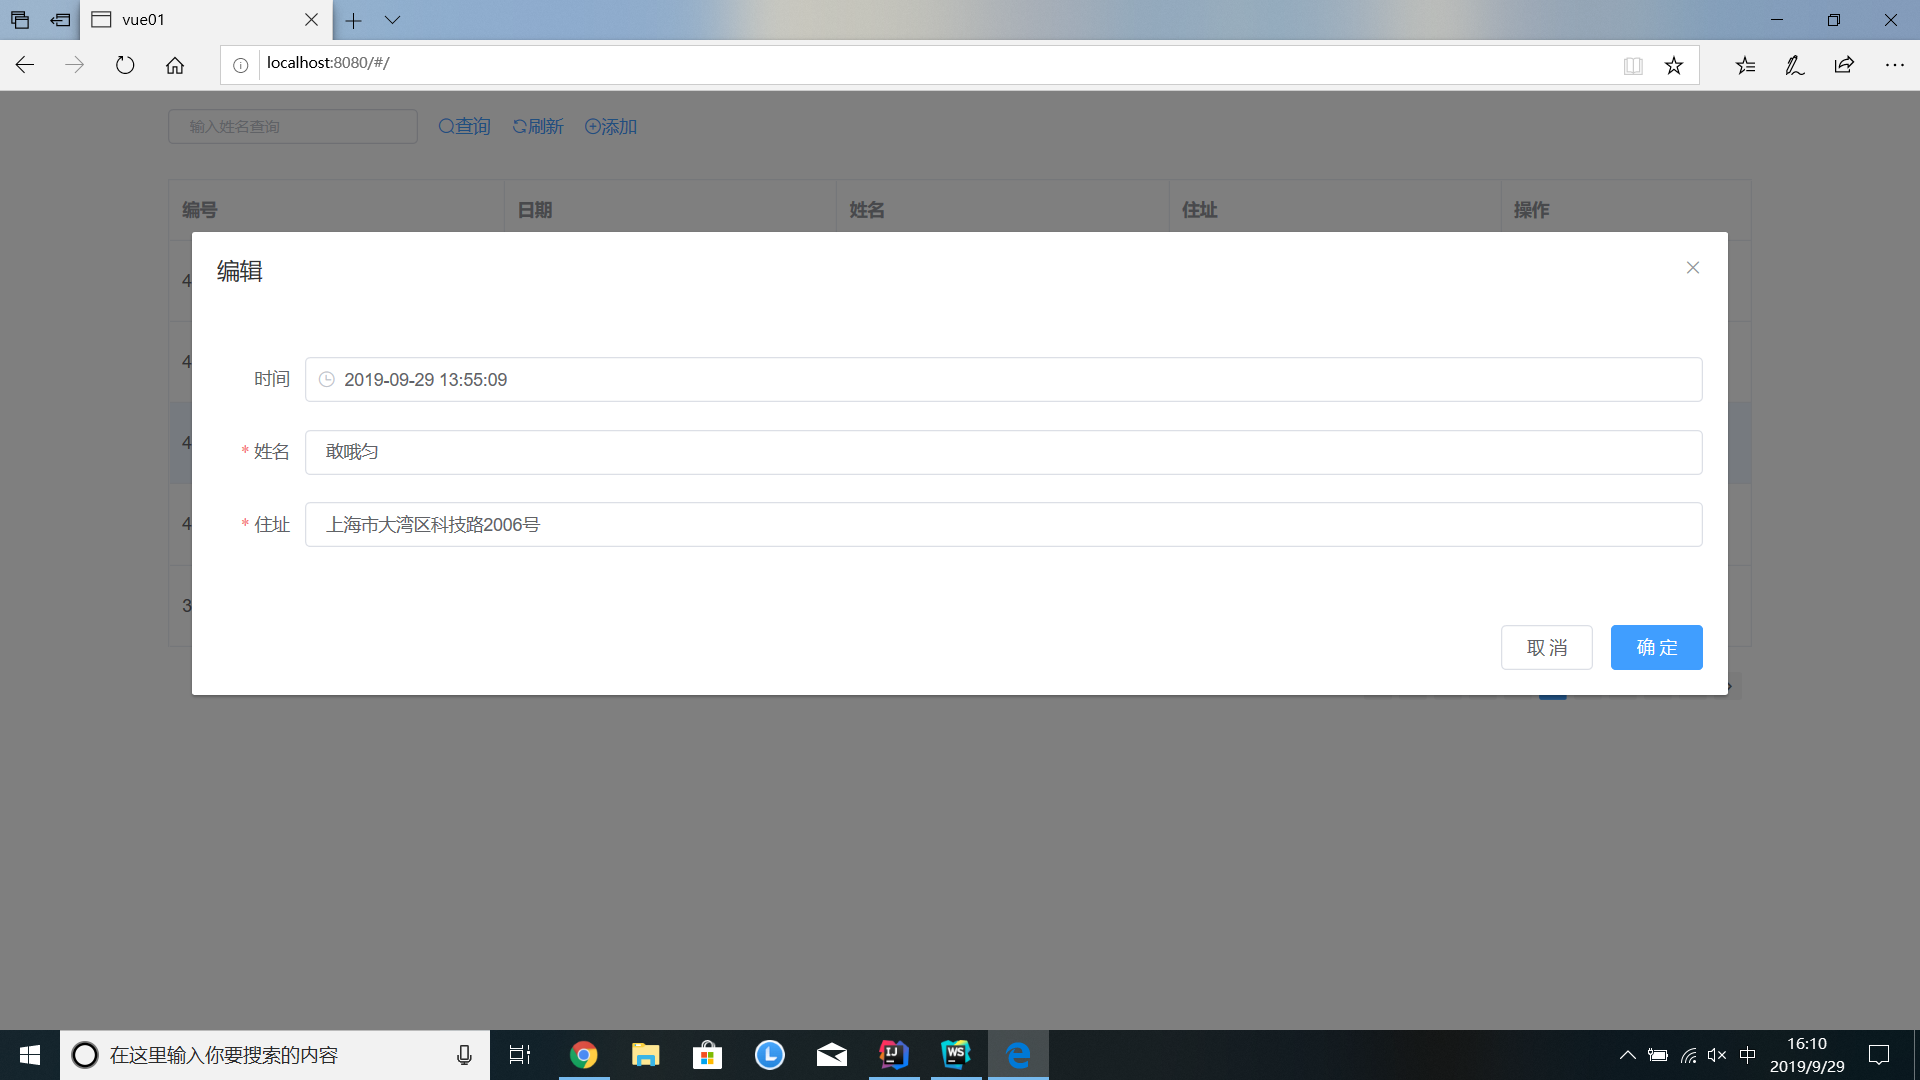 vue01
localhost:8080/#/
输入姓名查询
查询
刷新
添加
编号
日期
姓名
住址
操作
4
4
4
4
3
编辑
时间
2019-09-29 13:55:09
* 姓名
敢哦匀
* 住址
上海市大湾区科技路2006号
取 消
确 定
在这里输入你要搜索的内容
IJ
WS
中
16:10
2019/9/29